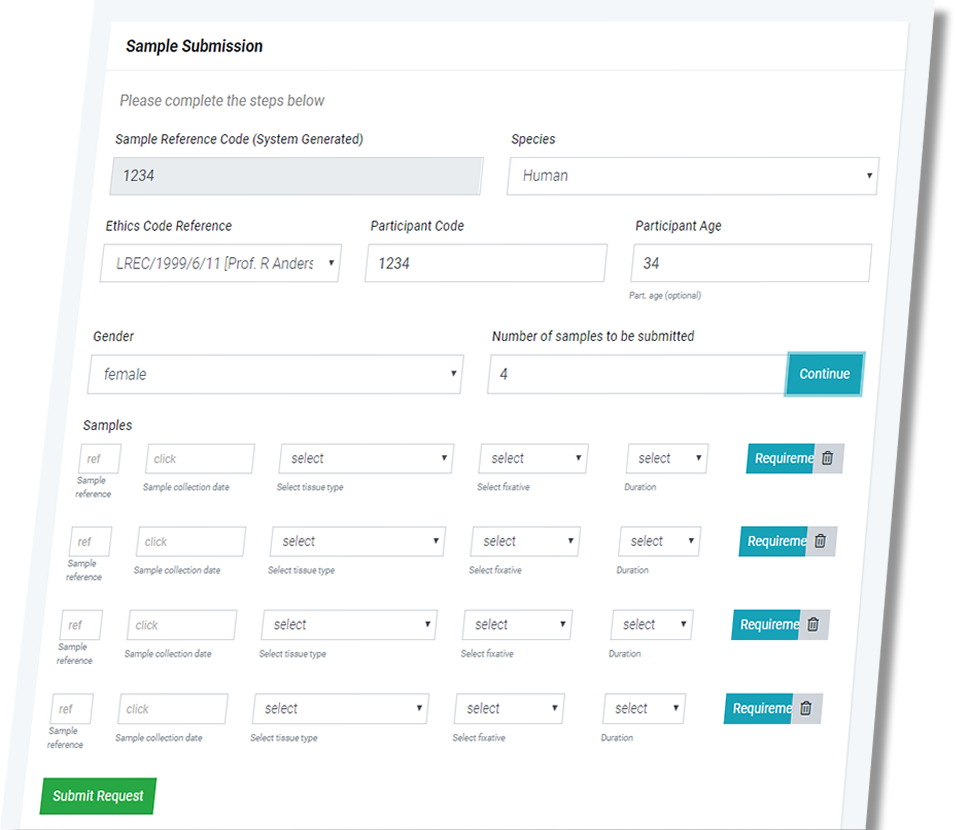 Sample Submission
Please complete the steps below
Sample Reference Code (System Generated) Species
1234 Human
Ethics Code Reference Participant Code Participant Age
LREC/1999/6/11 [Prof. R Anders 1234 34
Part. age (optional)
Gender Number of samples to be submitted
female 4 Continue
Samples
ref click select select select Requireme
Sample reference Sample collection date Select tissue type Select fixative Duration
ref click select select select Requireme
Sample reference Sample collection date Select tissue type Select fixative Duration
ref click select select select Requireme
Sample reference Sample collection date Select tissue type Select fixative Duration
ref click select select select Requireme
Sample reference Sample collection date Select tissue type Select fixative Duration
Submit Request